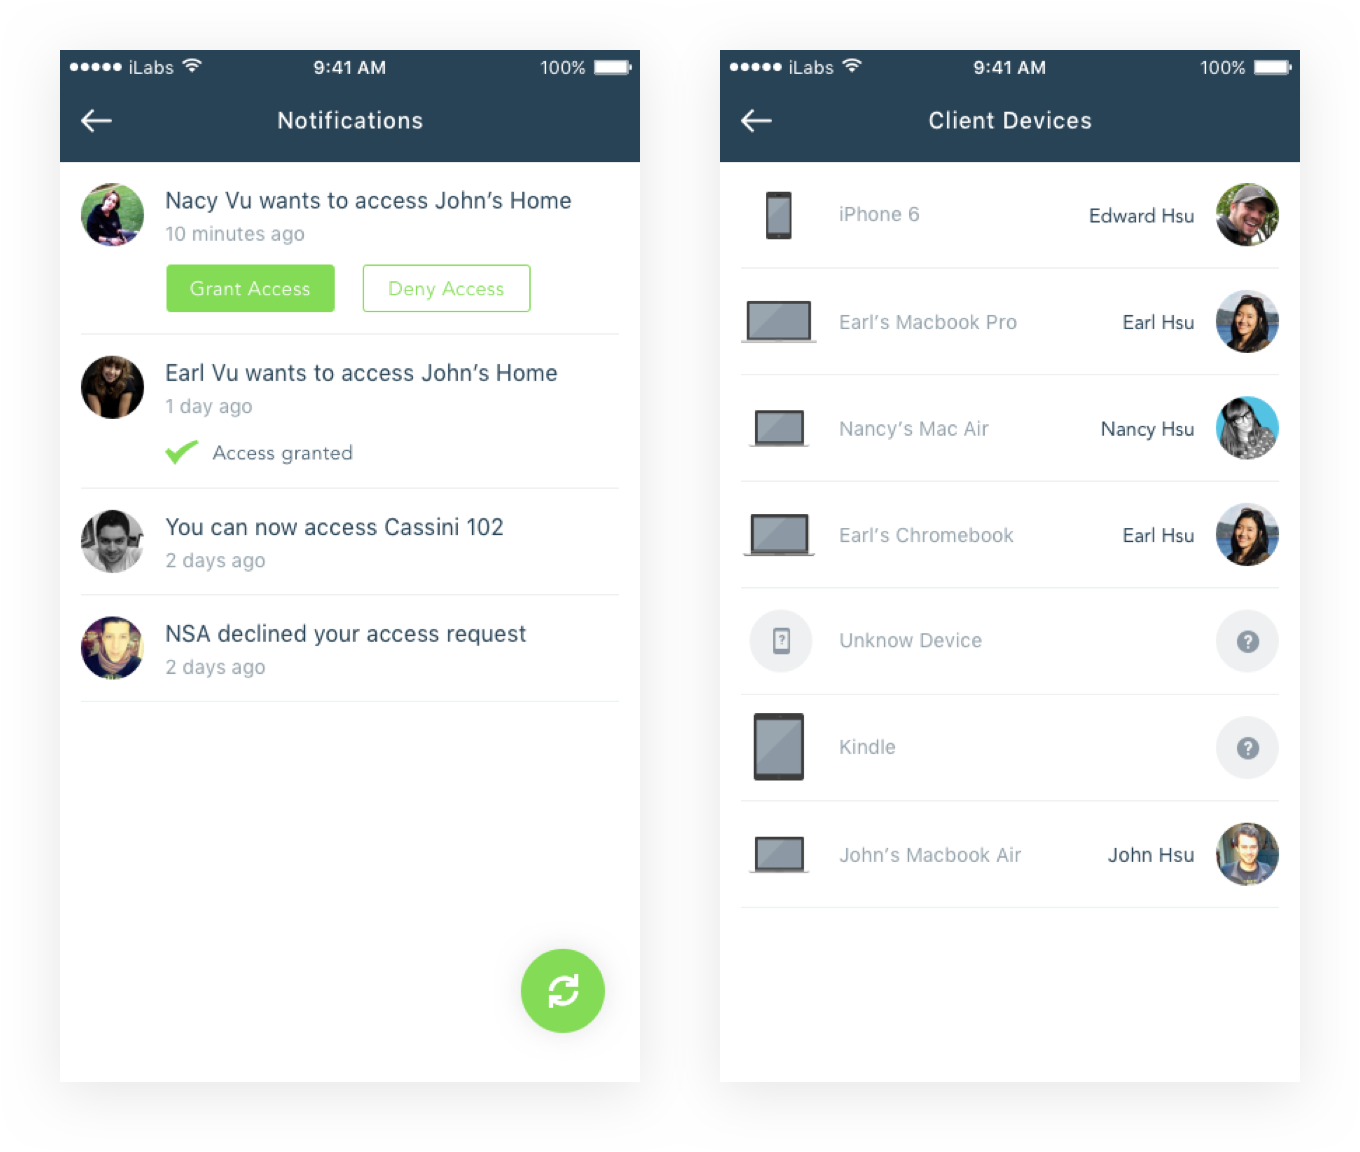 iLabs 9:41 AM 100%
Notifications
Nacy Vu wants to access John’s Home
10 minutes ago
Grant Access Deny Access
Earl Vu wants to access John’s Home
1 day ago
Access granted
You can now access Cassini 102
2 days ago
NSA declined your access request
2 days ago
iLabs 9:41 AM 100%
Client Devices
iPhone 6 Edward Hsu
Earl’s Macbook Pro Earl Hsu
Nancy’s Mac Air Nancy Hsu
Earl’s Chromebook Earl Hsu
? Unknow Device ?
Kindle ?
John’s Macbook Air John Hsu